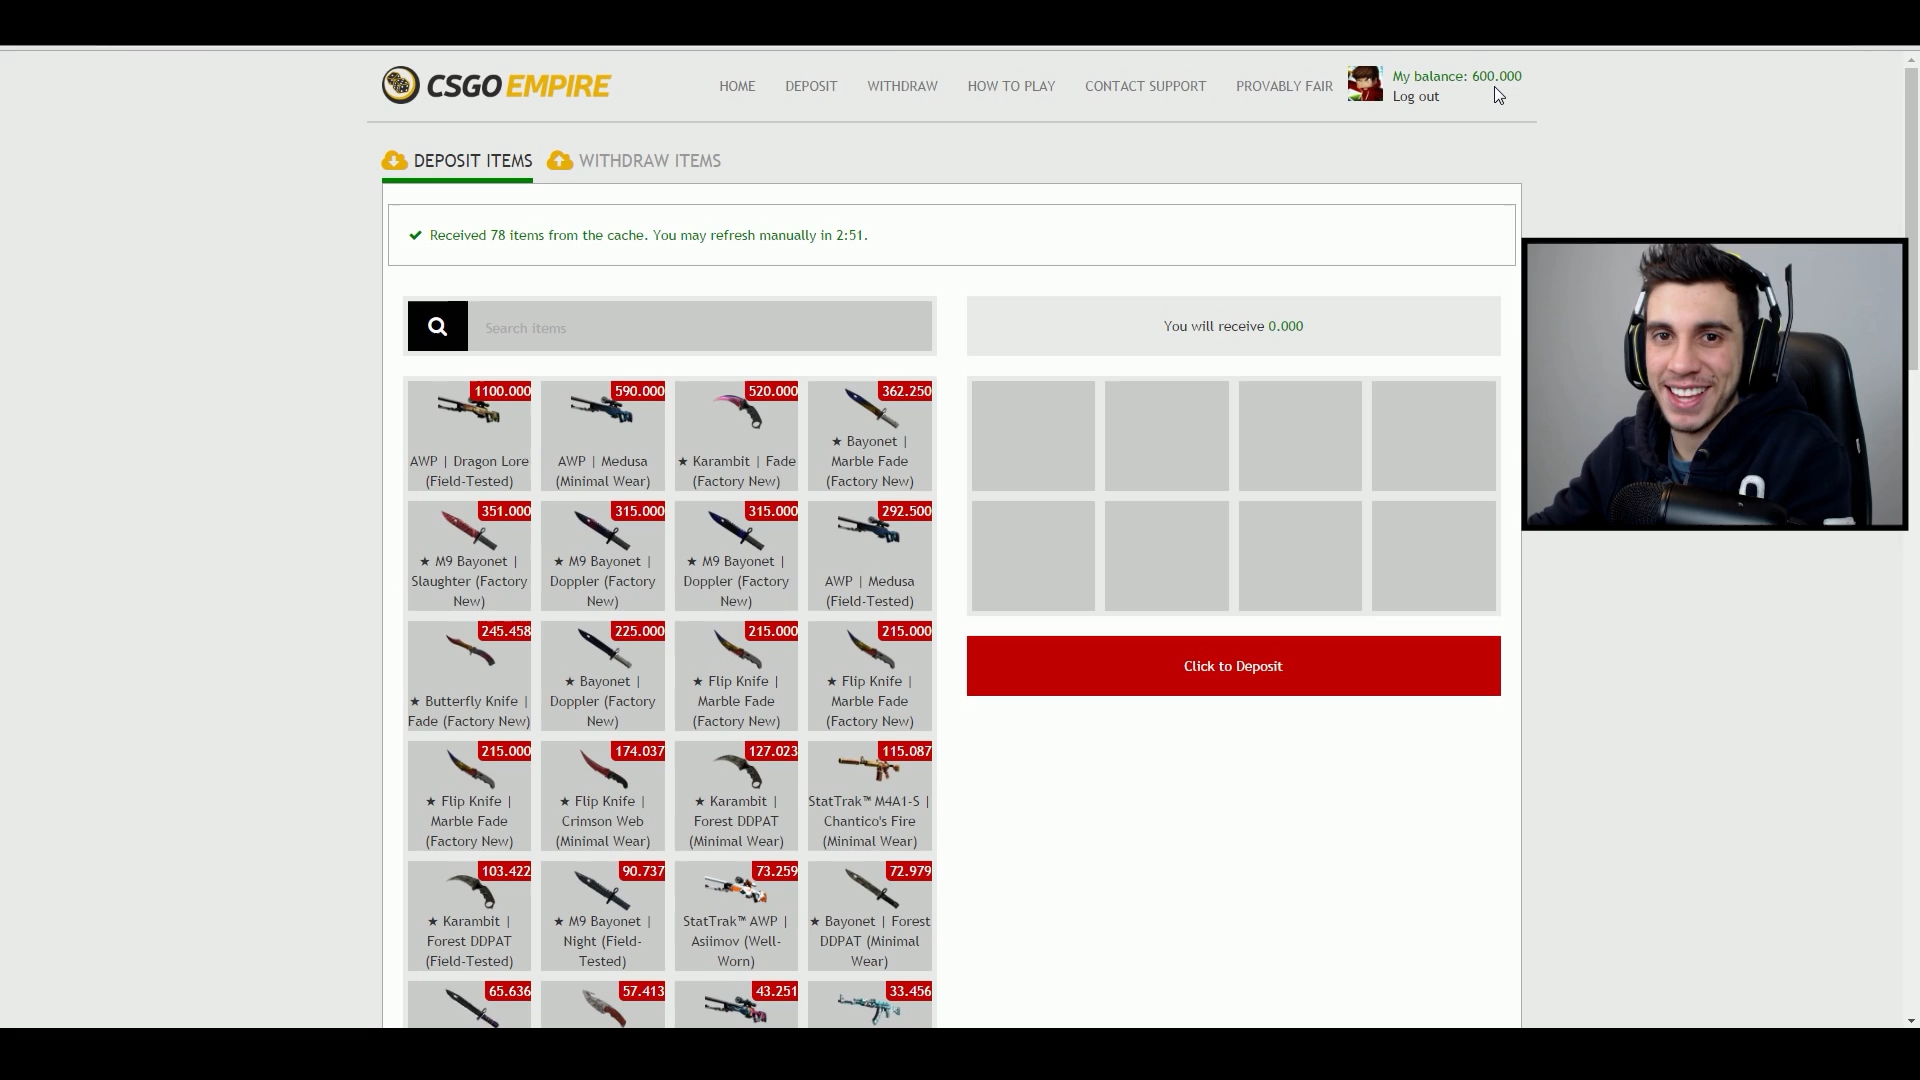 CSGO EMPIRE
HOME DEPOSIT WITHDRAW HOW TO PLAY CONTACT SUPPORT PROVABLY FAIR
My balance: 600.000
Log out
DEPOSIT ITEMS WITHDRAW ITEMS
Received 78 items from the cache. You may refresh manually in 2:51.
Search items
You will receive 0.000
1100.000
AWP | Dragon Lore
(Field-Tested)
590.000
AWP | Medusa
(Minimal Wear)
520.000
★ Karambit | Fade
(Factory New)
362.250
★ Bayonet |
Marble Fade
(Factory New)
351.000
★ M9 Bayonet |
Slaughter (Factory
New)
315.000
★ M9 Bayonet |
Doppler (Factory
New)
315.000
★ M9 Bayonet |
Doppler (Factory
New)
292.500
AWP | Medusa
(Field-Tested)
245.458
★ Butterfly Knife |
Fade (Factory New)
225.000
★ Bayonet |
Doppler (Factory
New)
215.000
★ Flip Knife |
Marble Fade
(Factory New)
215.000
★ Flip Knife |
Marble Fade
(Factory New)
215.000
★ Flip Knife |
Marble Fade
(Factory New)
174.037
★ Flip Knife |
Crimson Web
(Minimal Wear)
127.023
★ Karambit |
Forest DDPAT
(Minimal Wear)
115.087
StatTrak™ M4A1-S |
Chantico's Fire
(Minimal Wear)
103.422
★ Karambit |
Forest DDPAT
(Field-Tested)
90.737
★ M9 Bayonet |
Night (Field-
Tested)
73.259
StatTrak™ AWP |
Asiimov (Well-
Worn)
72.979
★ Bayonet | Forest
DDPAT (Minimal
Wear)
65.636
57.413
43.251
33.456
Click to Deposit